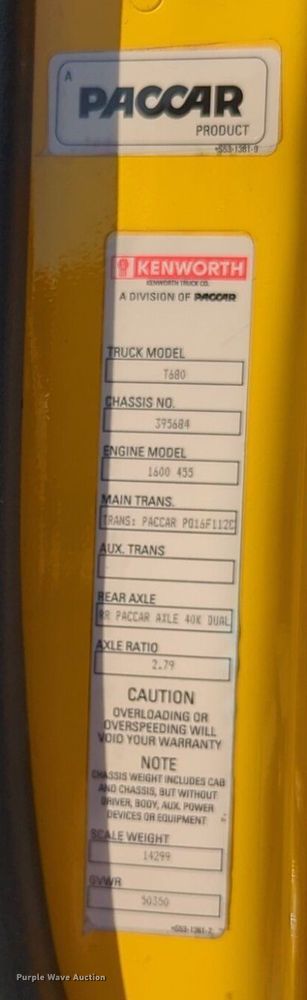 A
PACCAR
PRODUCT
KENWORTH
KENWORTH TRUCK CO.
A DIVISION OF PACCAR
TRUCK MODEL
T680
CHASSIS NO.
395684
ENGINE MODEL
1600 455
MAIN TRANS.
TRANS: PACCAR PO16F112C
AUX. TRANS
REAR AXLE
RR PACCAR AXLE 40K DUAL
AXLE RATIO
2.79
CAUTION
OVERLOADING OR
OVERSPEEDING WILL
VOID YOUR WARRANTY
NOTE
CHASSIS WEIGHT INCLUDES CAB
AND CHASSIS, BUT WITHOUT
DRIVER, BODY, AUX. POWER
DEVICES OR EQUIPMENT
SCALE WEIGHT
14299
GVWR
50350
Purple Wave Auction